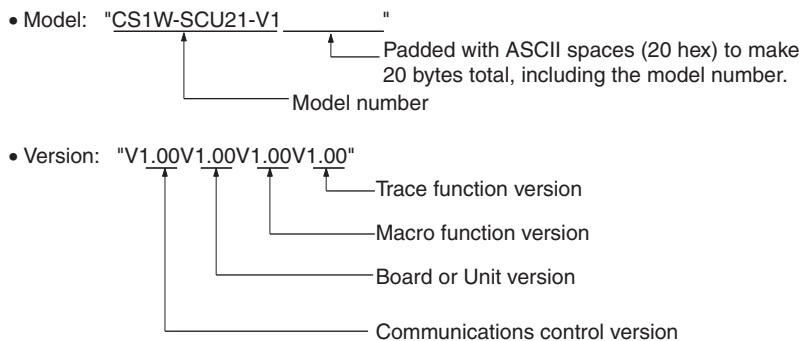 • Model: "CS1W-SCU21-V1 "
Padded with ASCII spaces (20 hex) to make
20 bytes total, including the model number.
Model number
• Version: "V1.00V1.00V1.00V1.00"
Trace function version
Macro function version
Board or Unit version
Communications control version